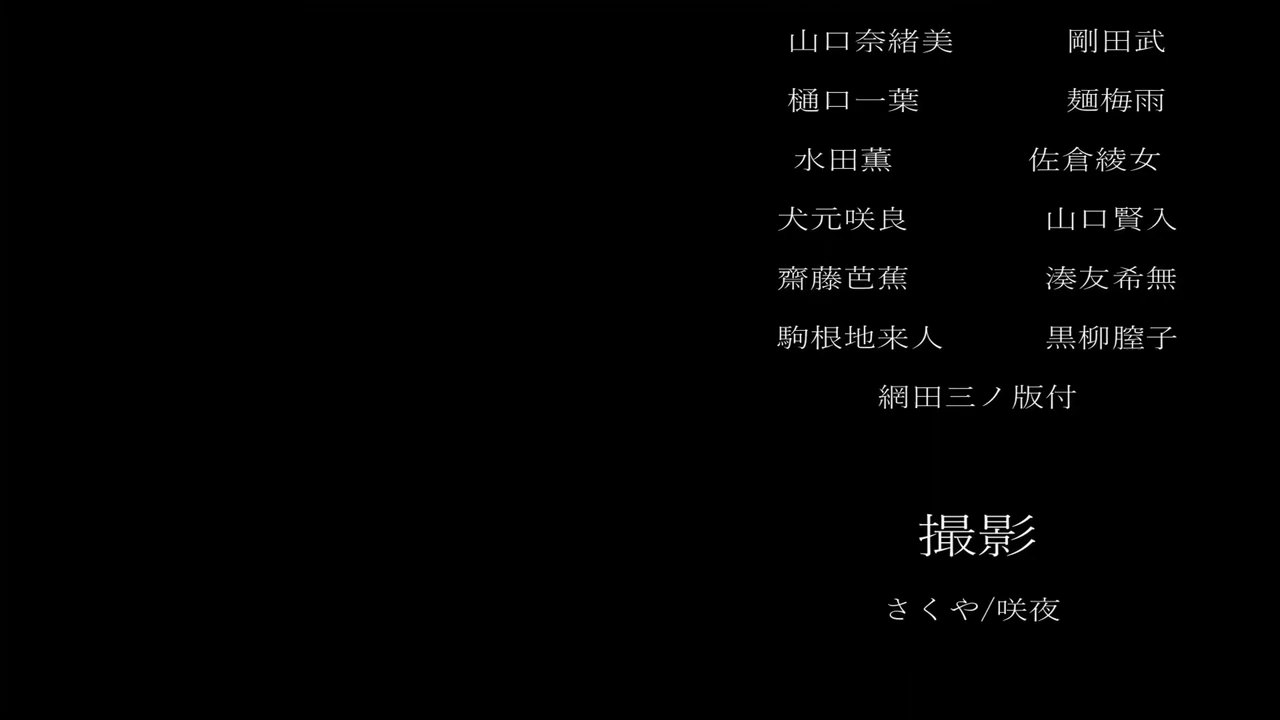 山口奈緒美 剛田武
樋口一葉 麺梅雨
水田薫 佐倉綾女
犬元咲良 山口賢入
齋藤芭蕉 湊友希無
駒根地来人 黒柳膣子
網田三ノ版付
撮影
さくや/咲夜